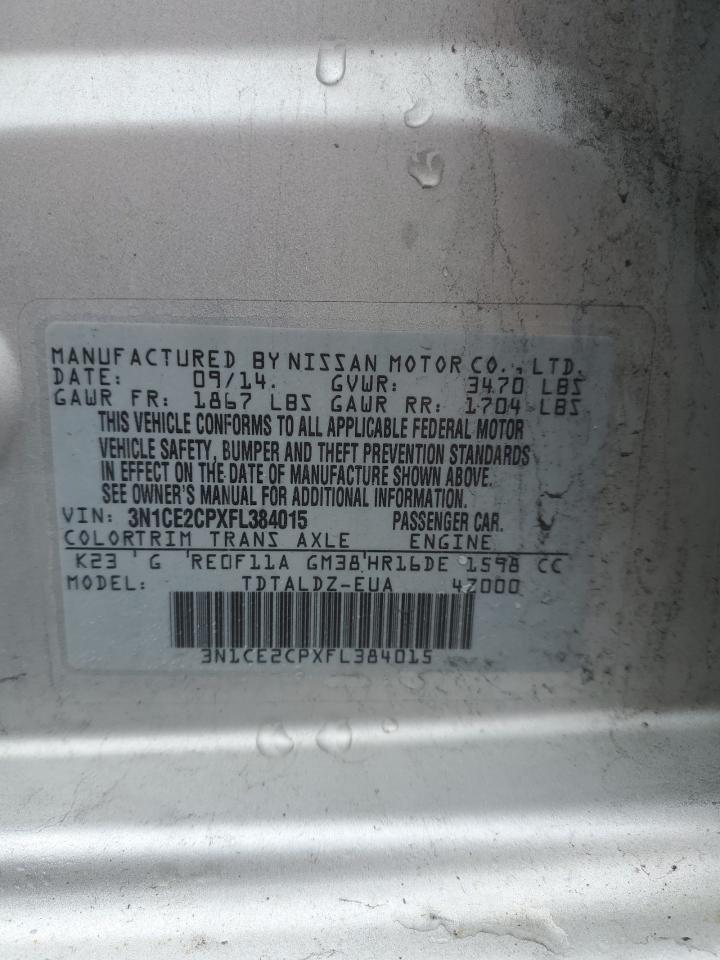 MANUFACTURED BY NISSAN MOTOR CO., LTD.
DATE: 09/14. GVWR: 3470 LBS
GAWR FR: 1867 LBS GAWR RR: 1704 LBS
THIS VEHICLE CONFORMS TO ALL APPLICABLE FEDERAL MOTOR
VEHICLE SAFETY, BUMPER AND THEFT PREVENTION STANDARDS
IN EFFECT ON THE DATE OF MANUFACTURE SHOWN ABOVE.
SEE OWNER'S MANUAL FOR ADDITIONAL INFORMATION.
VIN: 3N1CE2CPXFL384015 PASSENGER CAR.
COLOR TRIM TRANS AXLE ENGINE
K23 G RE0F11A GM38 HR16DE 1598 CC
MODEL: TDTALDZ-EUA 47000
3N1CE2CPXFL384015